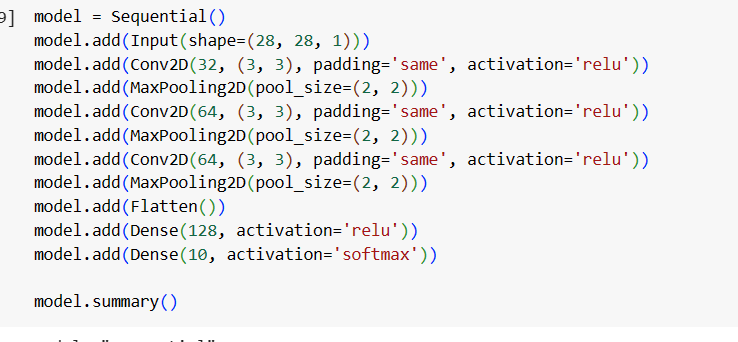 9]
model = Sequential()
model.add(Input(shape=(28, 28, 1)))
model.add(Conv2D(32, (3, 3), padding='same', activation='relu'))
model.add(MaxPooling2D(pool_size=(2, 2)))
model.add(Conv2D(64, (3, 3), padding='same', activation='relu'))
model.add(MaxPooling2D(pool_size=(2, 2)))
model.add(Conv2D(64, (3, 3), padding='same', activation='relu'))
model.add(MaxPooling2D(pool_size=(2, 2)))
model.add(Flatten())
model.add(Dense(128, activation='relu'))
model.add(Dense(10, activation='softmax'))
model.summary()